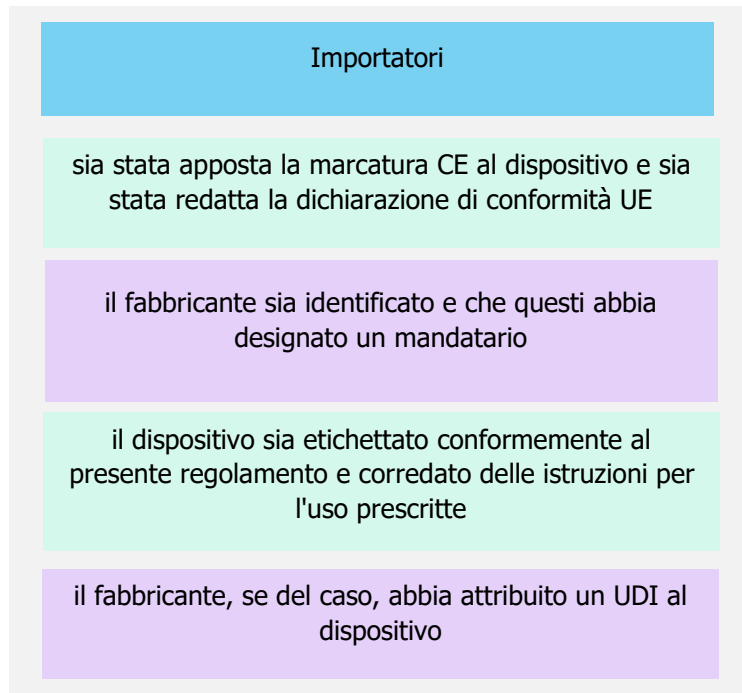 Importatori
sia stata apposta la marcatura CE al dispositivo e sia
stata redatta la dichiarazione di conformità UE
il fabbricante sia identificato e che questi abbia
designato un mandatario
il dispositivo sia etichettato conformemente al
presente regolamento e corredato delle istruzioni per
l'uso prescritte
il fabbricante, se del caso, abbia attribuito un UDI al
dispositivo